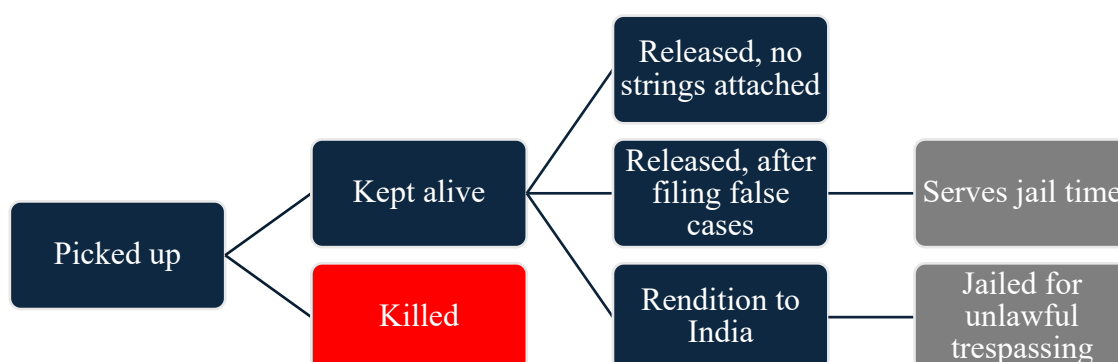 Picked up
Kept alive
Killed
Released, no
strings attached
Released, after
filing false
cases
Rendition to
India
Serves jail time
Jailed for
unlawful
trespassing